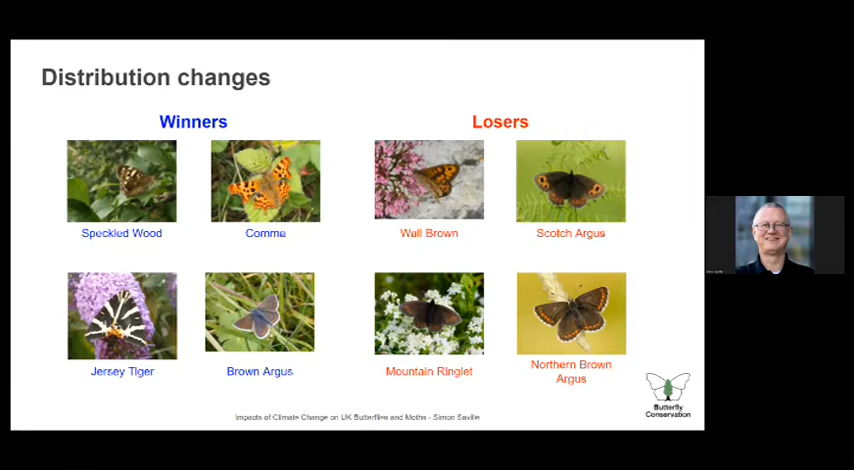 Distribution changes
Winners
Losers
Speckled Wood
Comma
Wall Brown
Scotch Argus
Jersey Tiger
Brown Argus
Mountain Ringlet
Northern Brown
Argus
Butterfly
Conservation
Impacts of Climate Change on UK Butterflies and Moths - Simon Saville